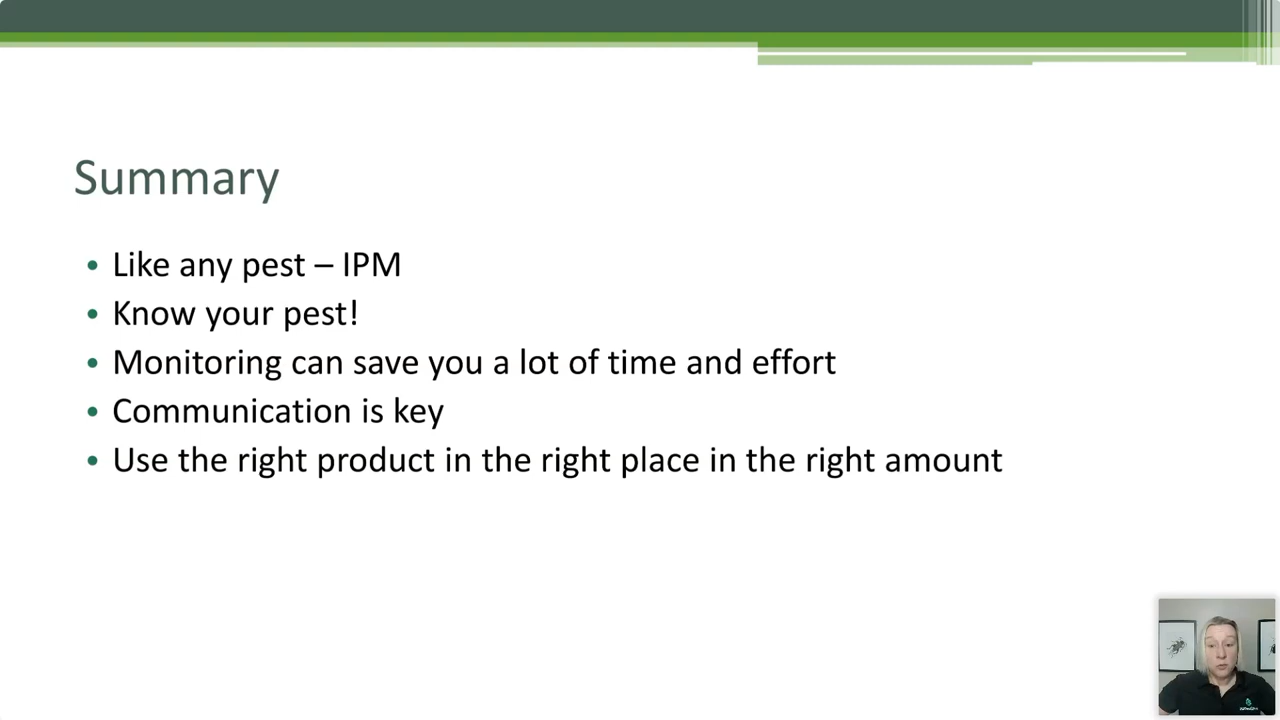 Summary
• Like any pest – IPM
• Know your pest!
• Monitoring can save you a lot of time and effort
• Communication is key
• Use the right product in the right place in the right amount